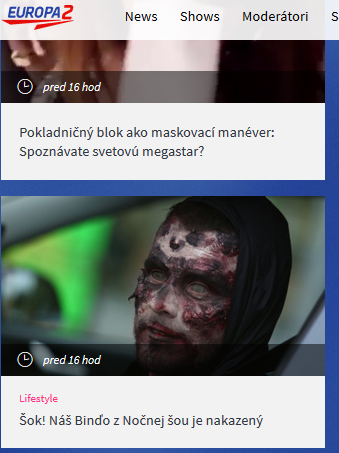 EUROPA 2
News Shows Moderátori S
pred 16 hod
Pokladničný blok ako maskovací manéver:
Spoznávate svetovú megastar?
pred 16 hod
Lifestyle
Šok! Náš Binďo z Nočnej šou je nakazený